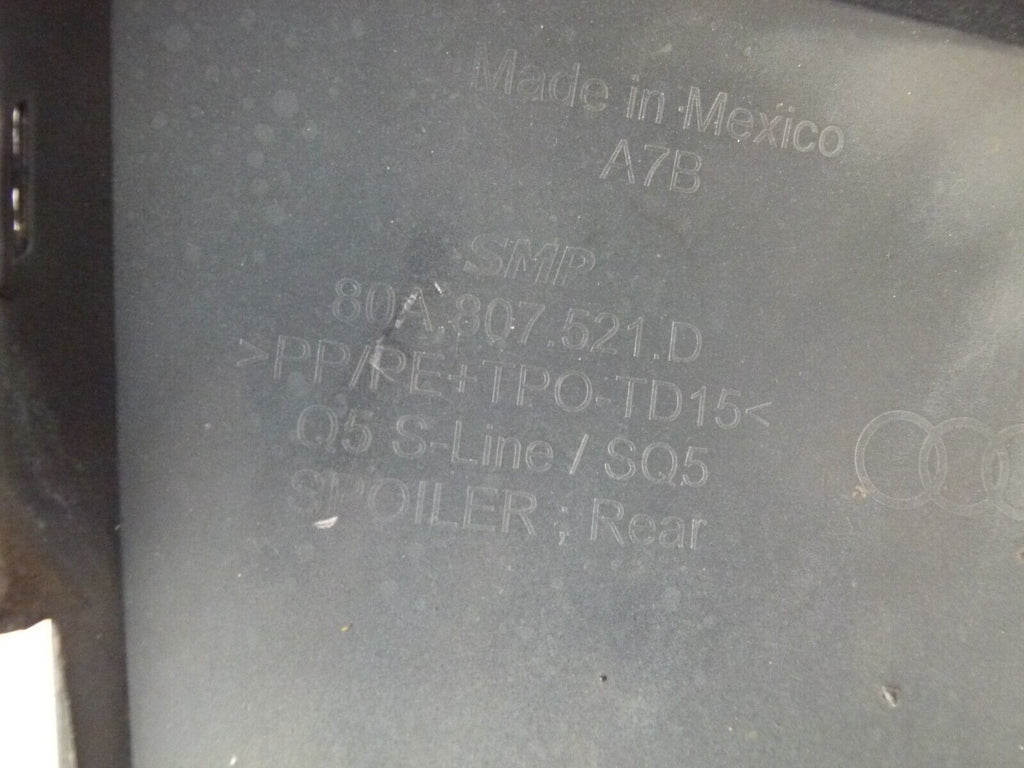 Made in Mexico
A7B
SMP
80A.807.521.D
>PP/PE+TPO-TD15<
Q5 S-Line / SQ5
SPOILER ; Rear